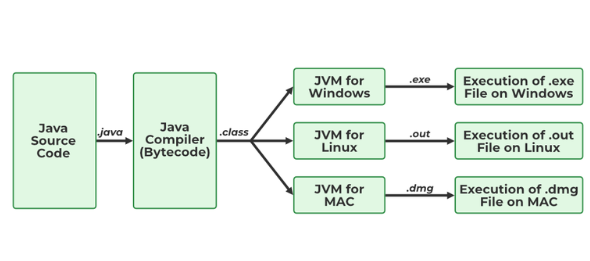 Java
Source
Code
.java
Java
Compiler
(Bytecode)
.class
JVM for
Windows
.exe
Execution of .exe
File on Windows
JVM for
Linux
.out
Execution of .out
File on Linux
JVM for
MAC
.dmg
Execution of .dmg
File on MAC